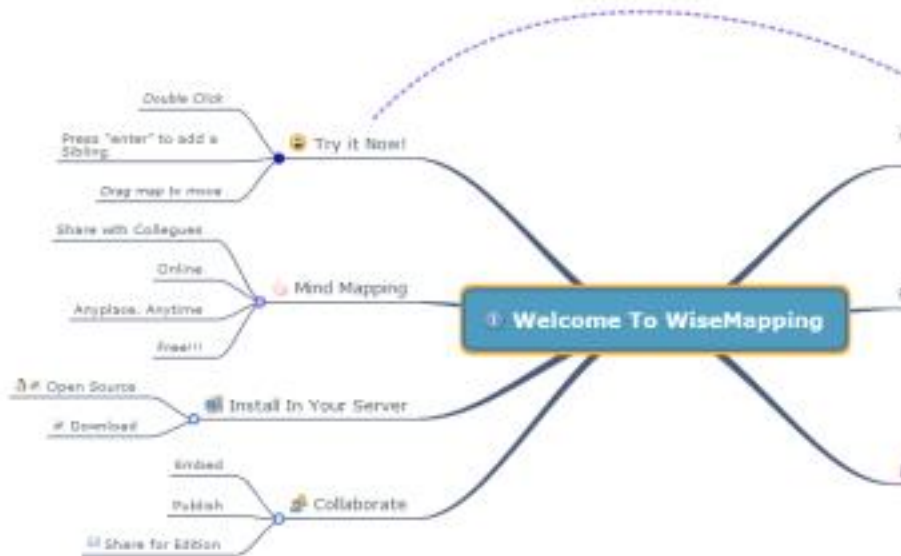 Double Click
Press "enter" to add a
Sibling
Drag map to move
Try it Now!
Share with Collegues
Online
Anyplace, Anytime
Free!!!
Mind Mapping
Welcome To WiseMapping
Open Source
Download
Install In Your Server
Embed
Publish
Share for Edition
Collaborate